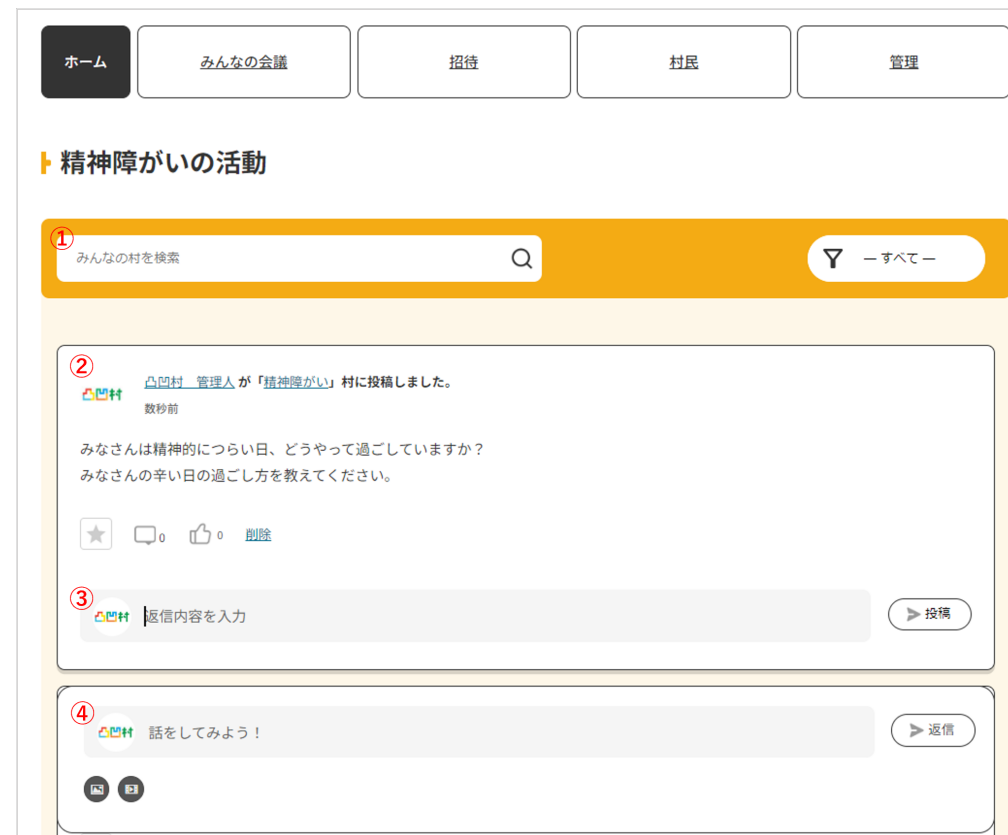 ホーム
みんなの会議
招待
村民
管理
精神障がいの活動
①
みんなの村を検索
— すべて —
②
凸凹村
凸凹村　管理人 が「精神障がい」村に投稿しました。
数秒前
みなさんは精神的につらい日、どうやって過ごしていますか？
みなさんの辛い日の過ごし方を教えてください。
0
0
削除
③
凸凹村
返信内容を入力
投稿
④
凸凹村
話をしてみよう！
返信